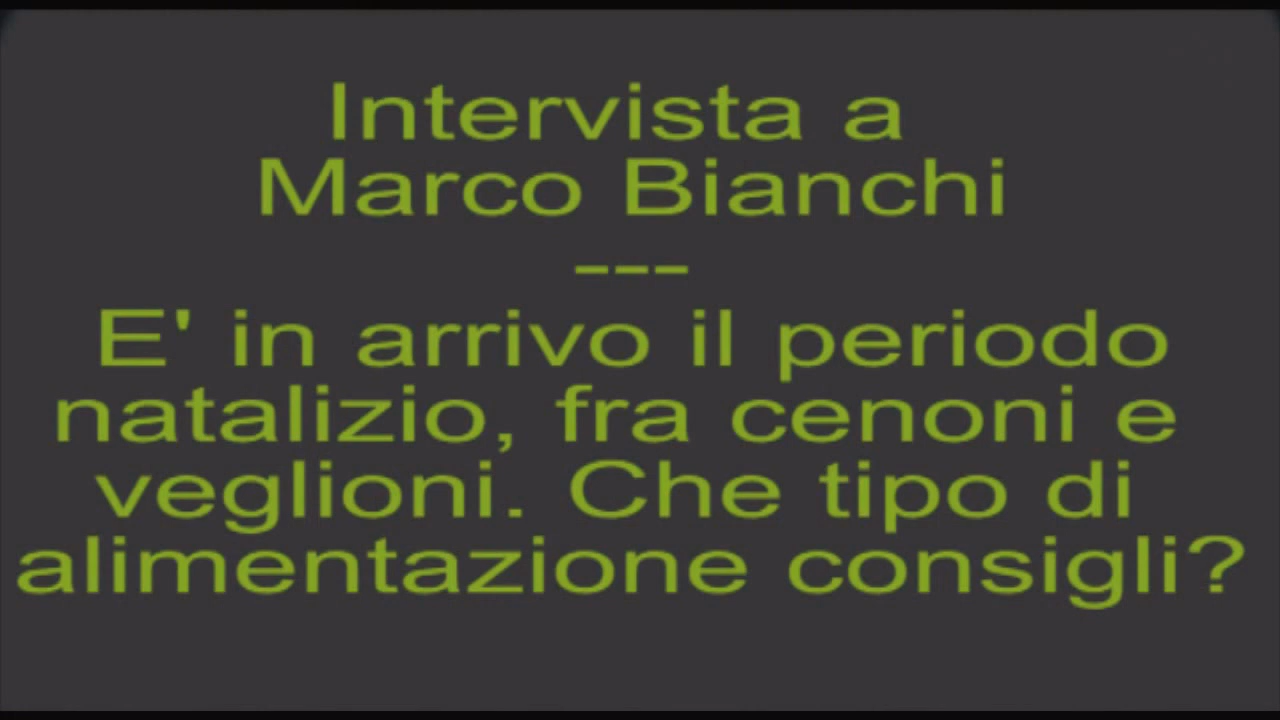 Intervista a
Marco Bianchi
---
E' in arrivo il periodo
natalizio, fra cenoni e
veglioni. Che tipo di
alimentazione consigli?